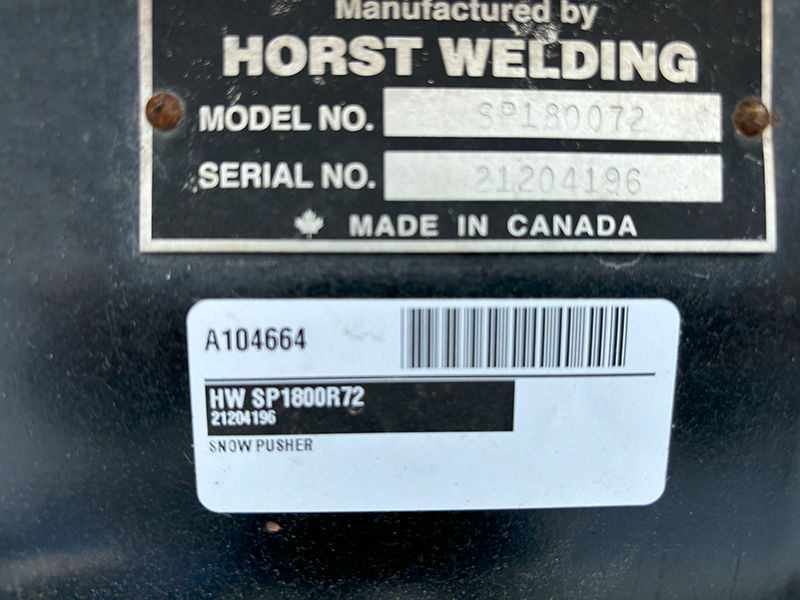 Manufactured by
HORST WELDING
MODEL NO. SP180072
SERIAL NO. 21204196
MADE IN CANADA
A104664
HW SP1800R72
21204196
SNOW PUSHER